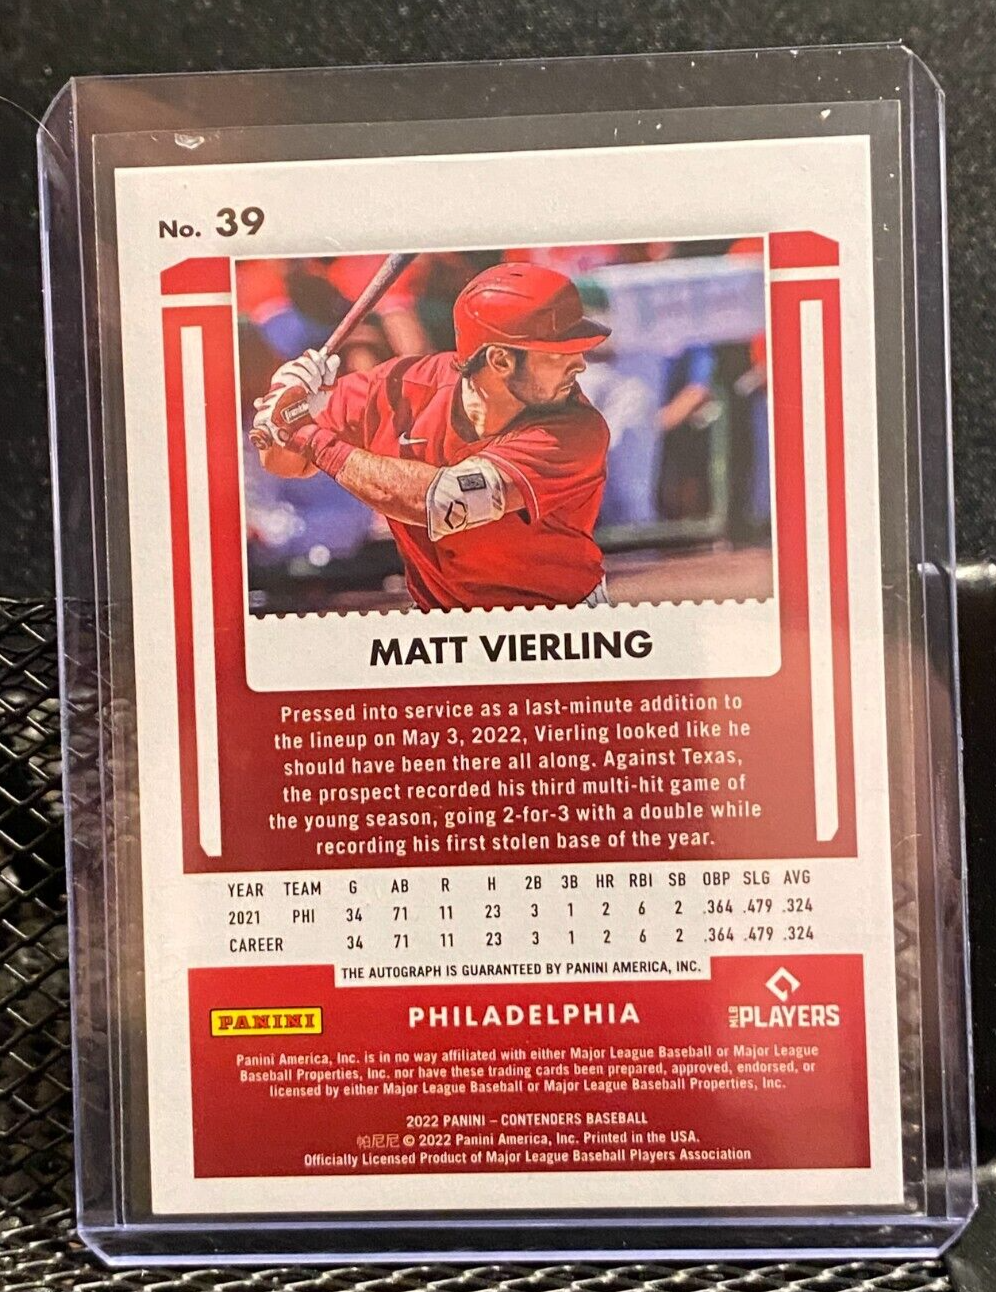 No. 39
MATT VIERLING
Pressed into service as a last-minute addition to
the lineup on May 3, 2022, Vierling looked like he
should have been there all along. Against Texas,
the prospect recorded his third multi-hit game of
the young season, going 2-for-3 with a double while
recording his first stolen base of the year.
YEAR TEAM G AB R H 2B 3B HR RBI SB OBP SLG AVG
2021 PHI 34 71 11 23 3 1 2 6 2 .364 .479 .324
CAREER 34 71 11 23 3 1 2 6 2 .364 .479 .324
THE AUTOGRAPH IS GUARANTEED BY PANINI AMERICA, INC.
PANINI PHILADELPHIA MLB PLAYERS
Panini America, Inc. is in no way affiliated with either Major League Baseball or Major League
Baseball Properties, Inc. nor have these trading cards been prepared, approved, endorsed, or
licensed by either Major League Baseball or Major League Baseball Properties, Inc.
2022 PANINI – CONTENDERS BASEBALL
帕尼尼 © 2022 Panini America, Inc. Printed in the USA.
Officially Licensed Product of Major League Baseball Players Association